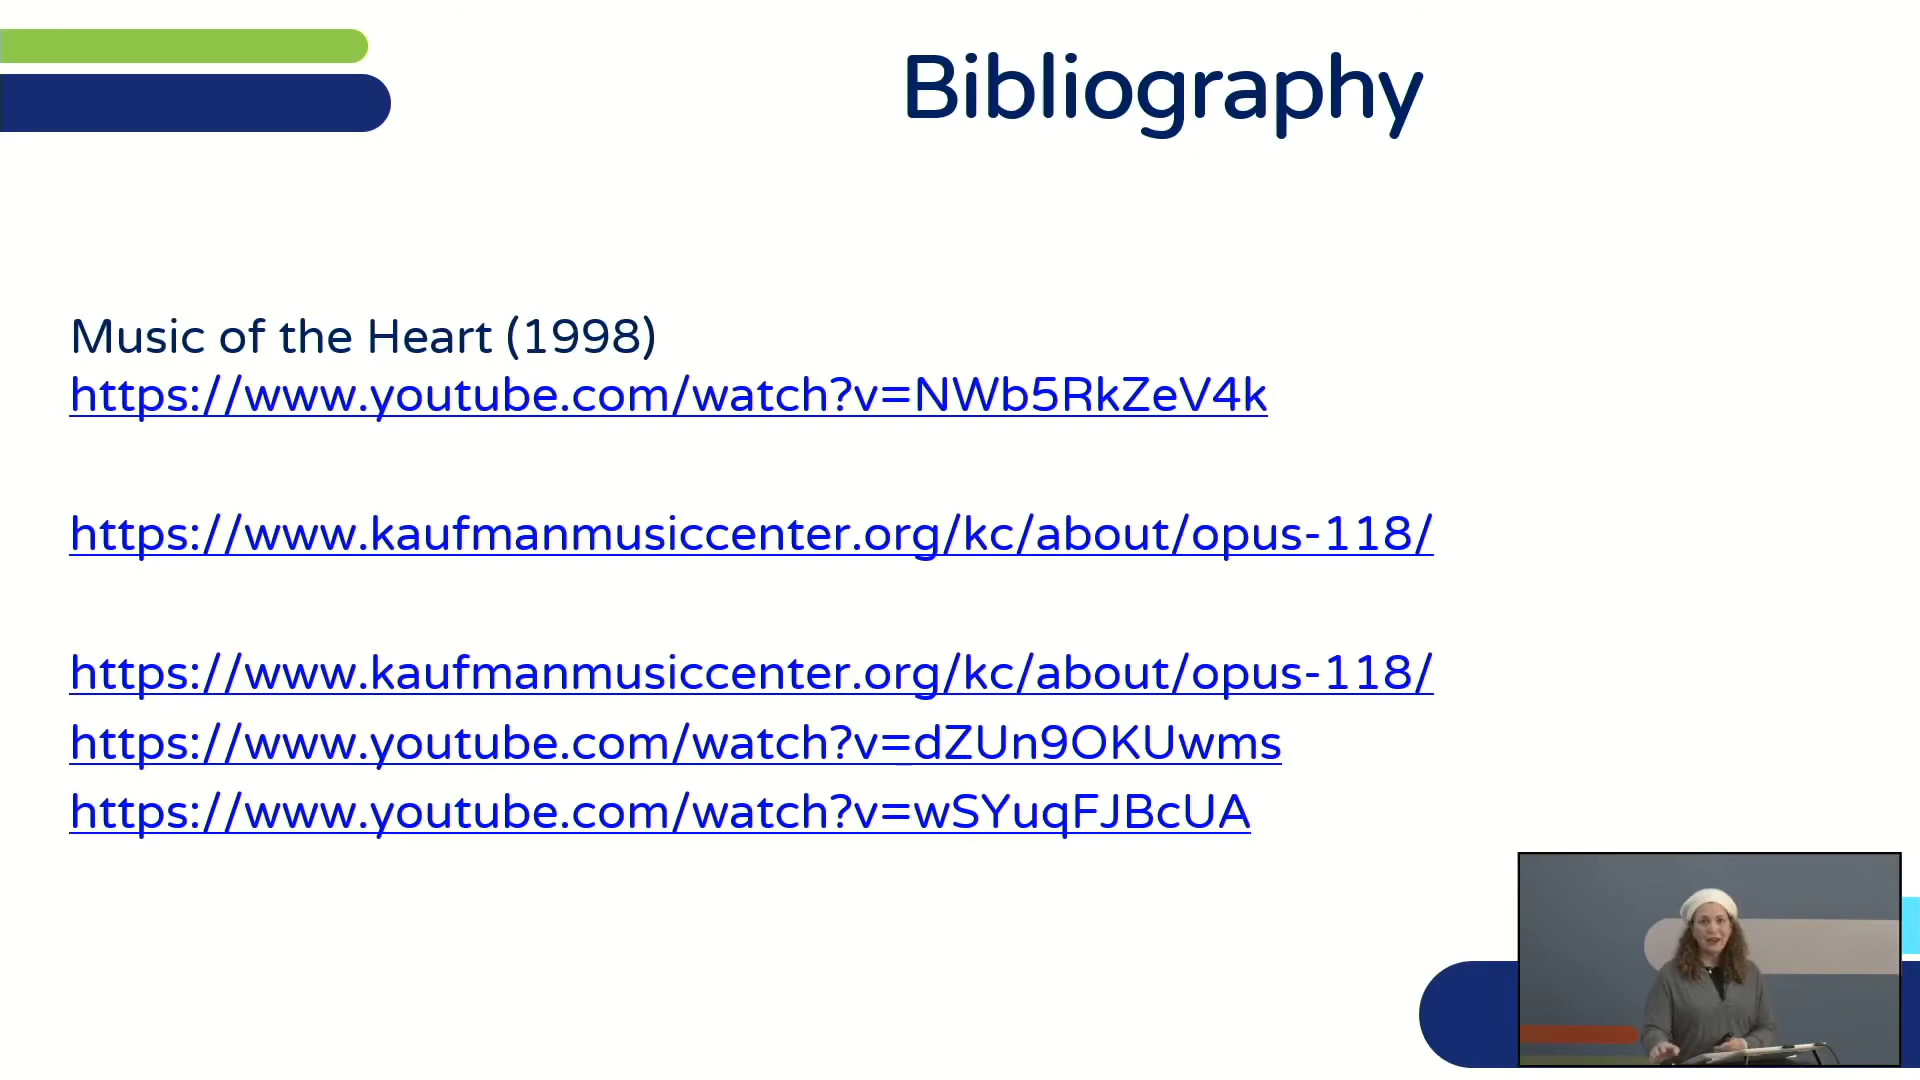 Bibliography
Music of the Heart (1998)
https://www.youtube.com/watch?v=NWb5RkZeV4k
https://www.kaufmanmusiccenter.org/kc/about/opus-118/
https://www.kaufmanmusiccenter.org/kc/about/opus-118/
https://www.youtube.com/watch?v=dZUn9OKUwms
https://www.youtube.com/watch?v=wSYuqFJBcUA